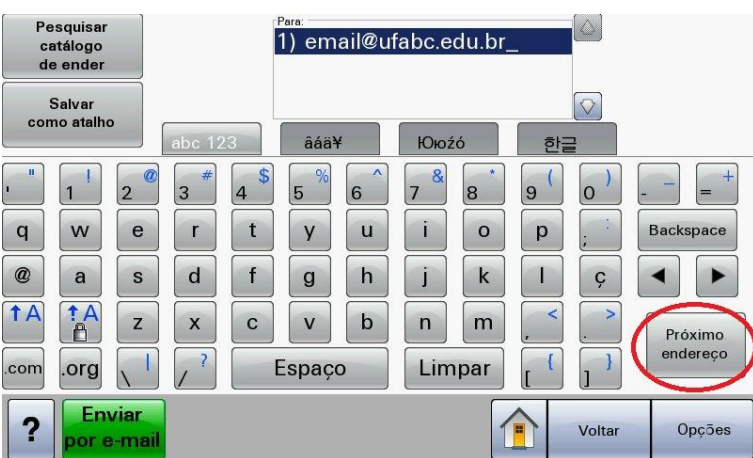 Pesquisar
catálogo
de ender
Para:
1) email@ufabc.edu.br_
Salvar
como atalho
abc 123
âáä¥
Ююźó
한글
' "
1 !
2 @
3 #
4 $
5 %
6 ^
7 &
8 *
9 (
0 )
- _
= +
q w e r t y u i o p ; : Backspace
@ a s d f g h j k l ç ◀ ▶
↑A ↑A z x c v b n m , < . >
Próximo
endereço
.com .org \ | / ? Espaço Limpar [ { ] }
?
Enviar
por e-mail
Voltar
Opções